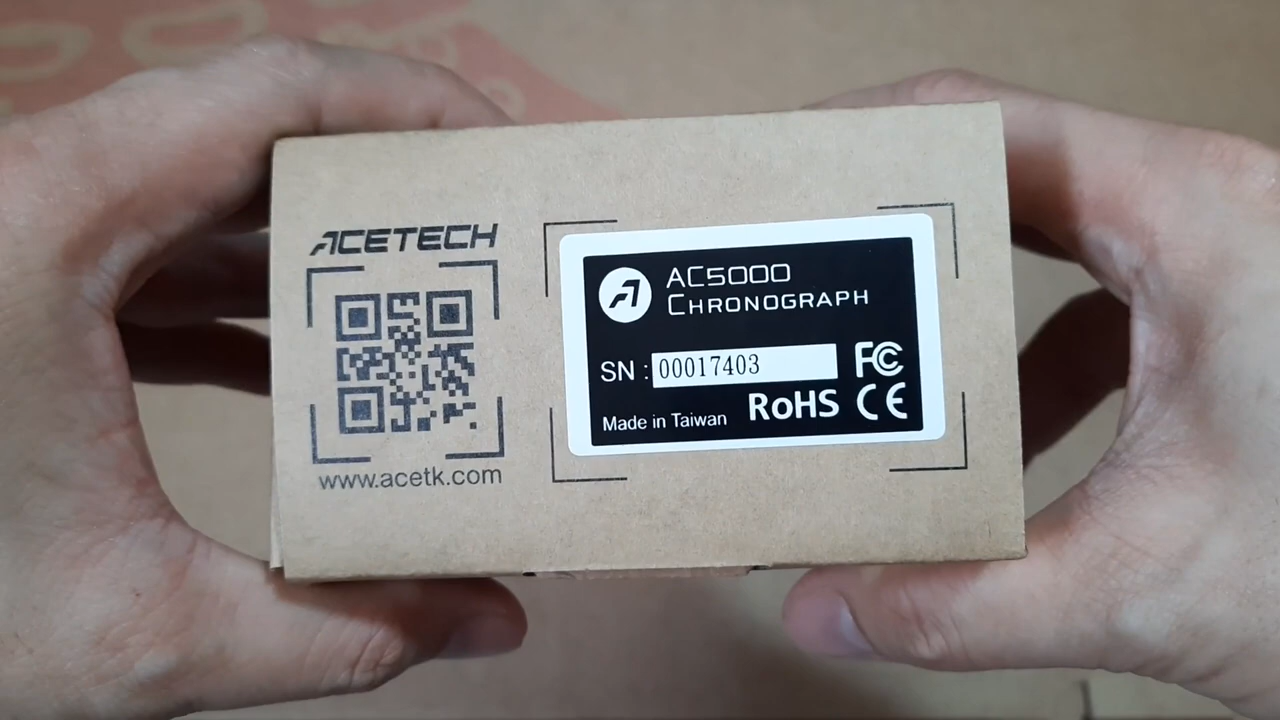 ACETECH
www.acetk.com
AC5000
CHRONOGRAPH
SN : 00017403
FC
Made in Taiwan RoHS CE